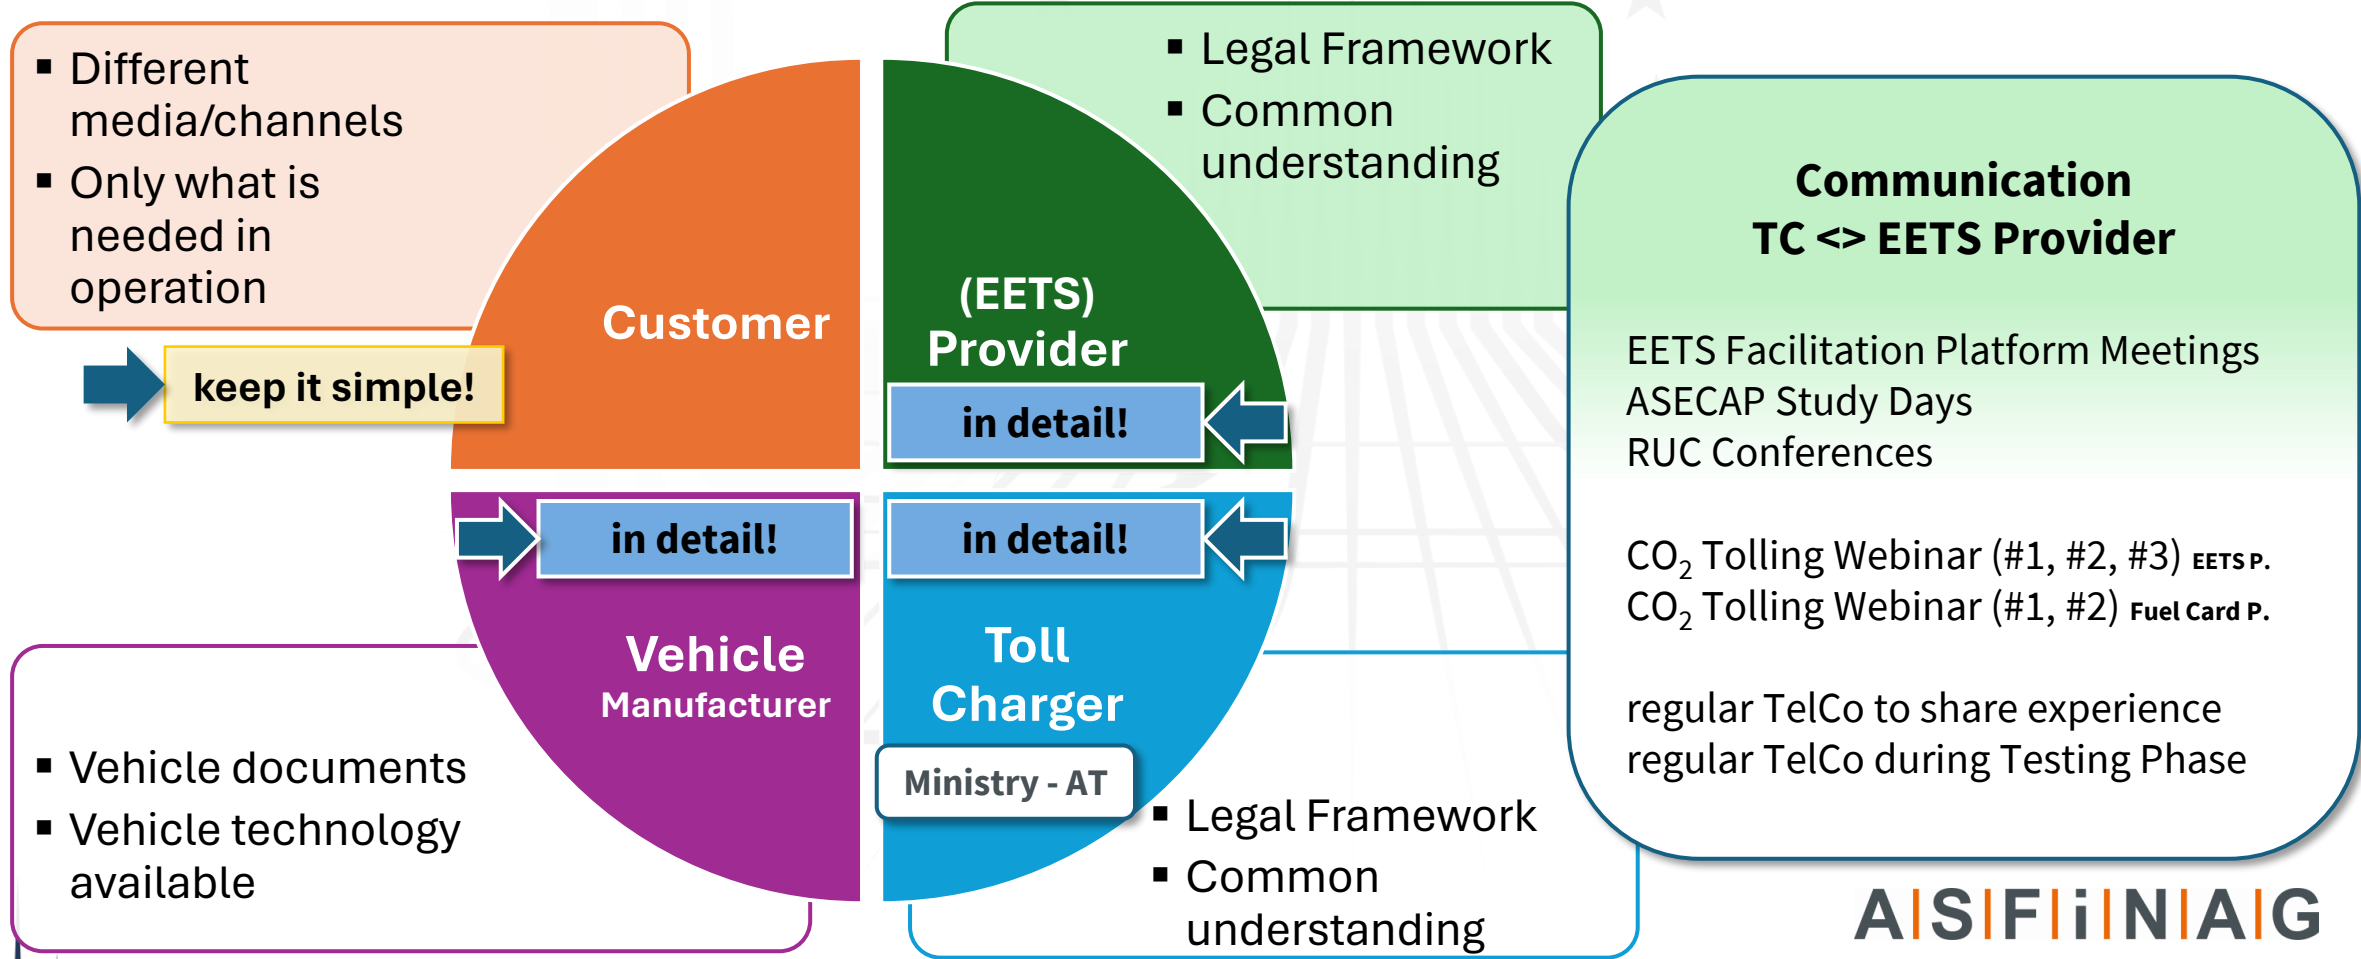 ▪ Different
media/channels
▪ Only what is
needed in
operation
keep it simple!
Customer
▪ Legal Framework
▪ Common
understanding
(EETS)
Provider
in detail!
in detail!
Vehicle
Manufacturer
▪ Vehicle documents
▪ Vehicle technology
available
in detail!
Toll
Charger
Ministry - AT
▪ Legal Framework
▪ Common
understanding
Communication
TC <> EETS Provider
EETS Facilitation Platform Meetings
ASECAP Study Days
RUC Conferences
CO₂ Tolling Webinar (#1, #2, #3) EETS P.
CO₂ Tolling Webinar (#1, #2) Fuel Card P.
regular TelCo to share experience
regular TelCo during Testing Phase
A|S|F|i|N|A|G